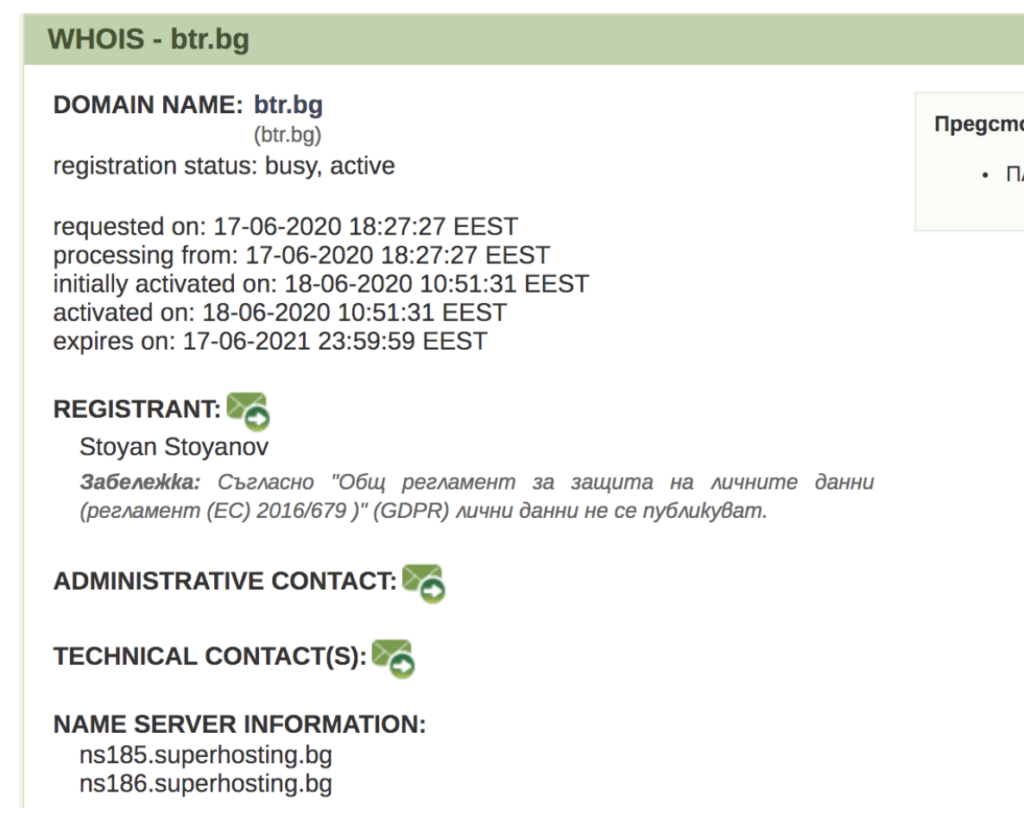 WHOIS - btr.bg
DOMAIN NAME: btr.bg
(btr.bg)
registration status: busy, active
requested on: 17-06-2020 18:27:27 EEST
processing from: 17-06-2020 18:27:27 EEST
initially activated on: 18-06-2020 10:51:31 EEST
activated on: 18-06-2020 10:51:31 EEST
expires on: 17-06-2021 23:59:59 EEST
REGISTRANT:
Stoyan Stoyanov
Забележка: Съгласно "Общ регламент за защита на личните данни
(регламент (ЕС) 2016/679 )" (GDPR) лични данни не се публикуват.
ADMINISTRATIVE CONTACT:
TECHNICAL CONTACT(S):
NAME SERVER INFORMATION:
ns185.superhosting.bg
ns186.superhosting.bg